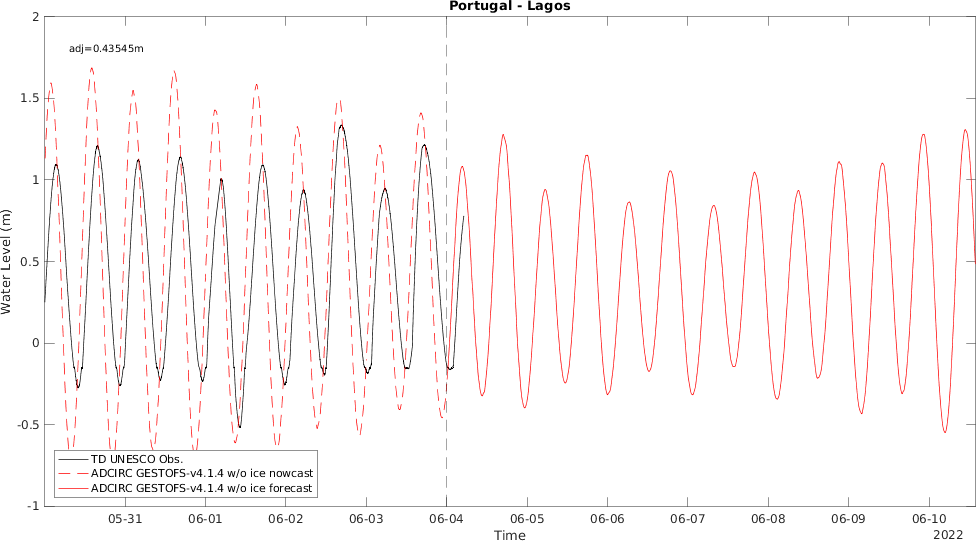 Portugal - Lagos
2
adj=0.43545m
1.5
1
0.5
0
-0.5
-1
Water Level (m)
TD UNESCO Obs.
ADCIRC GESTOFS-v4.1.4 w/o ice nowcast
ADCIRC GESTOFS-v4.1.4 w/o ice forecast
05-31 06-01 06-02 06-03 06-04 06-05 06-06 06-07 06-08 06-09 06-10
Time
2022